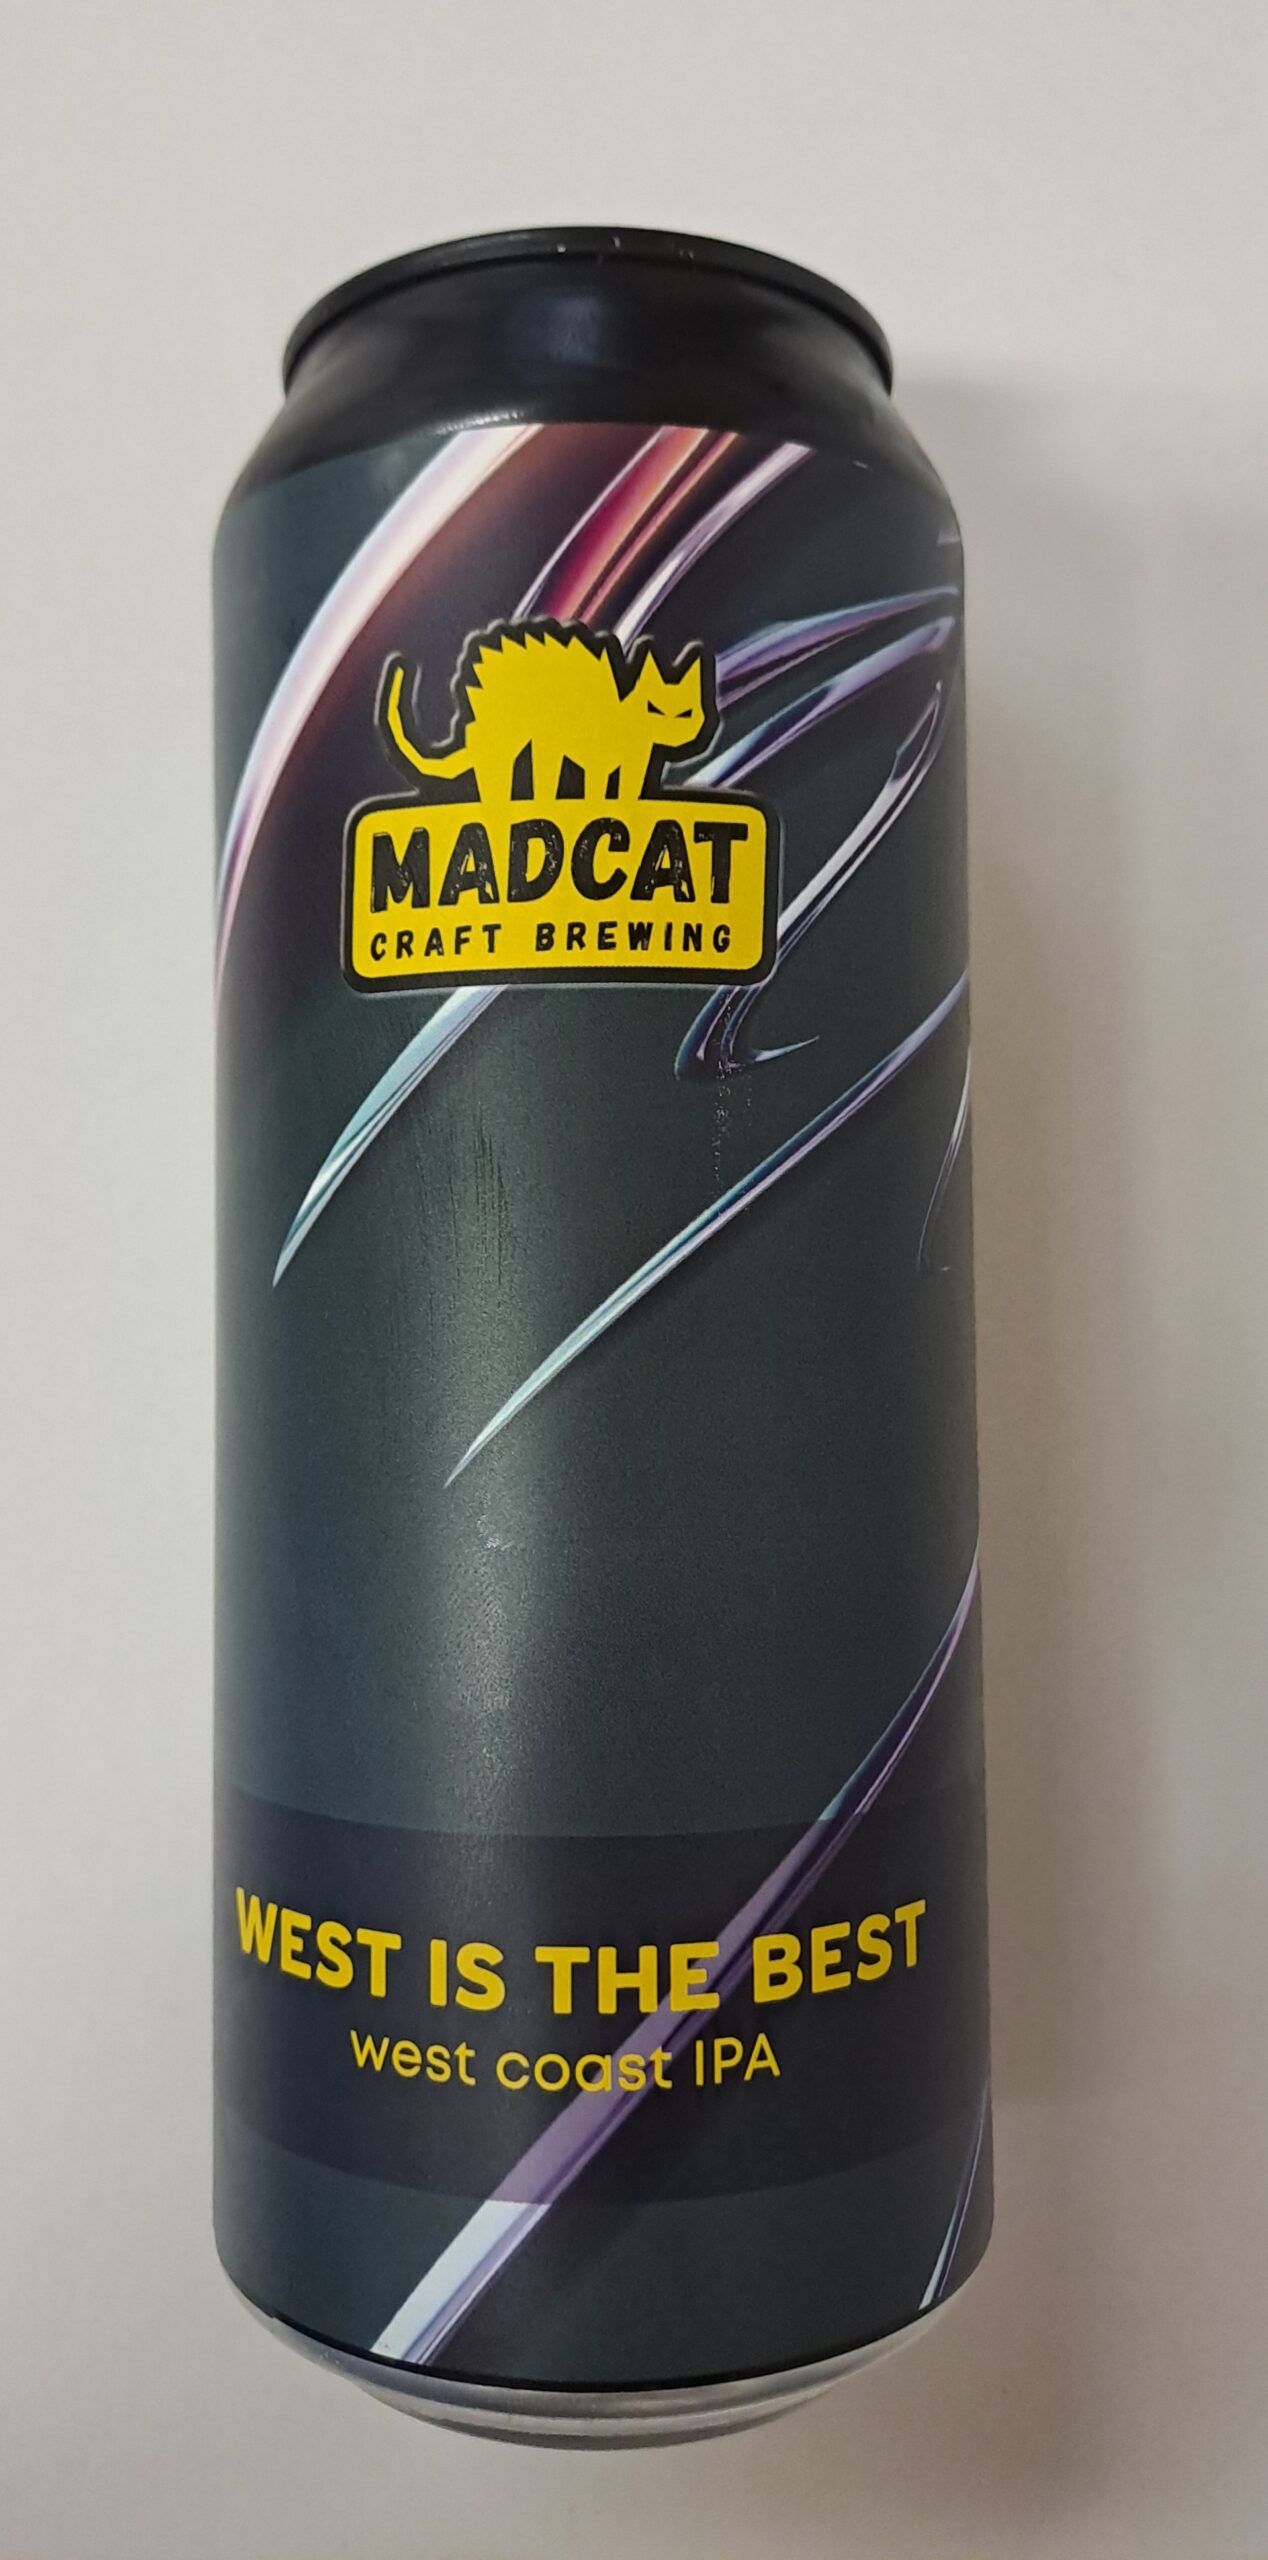 MADCAT
CRAFT BREWING
WEST IS THE BEST
west coast IPA